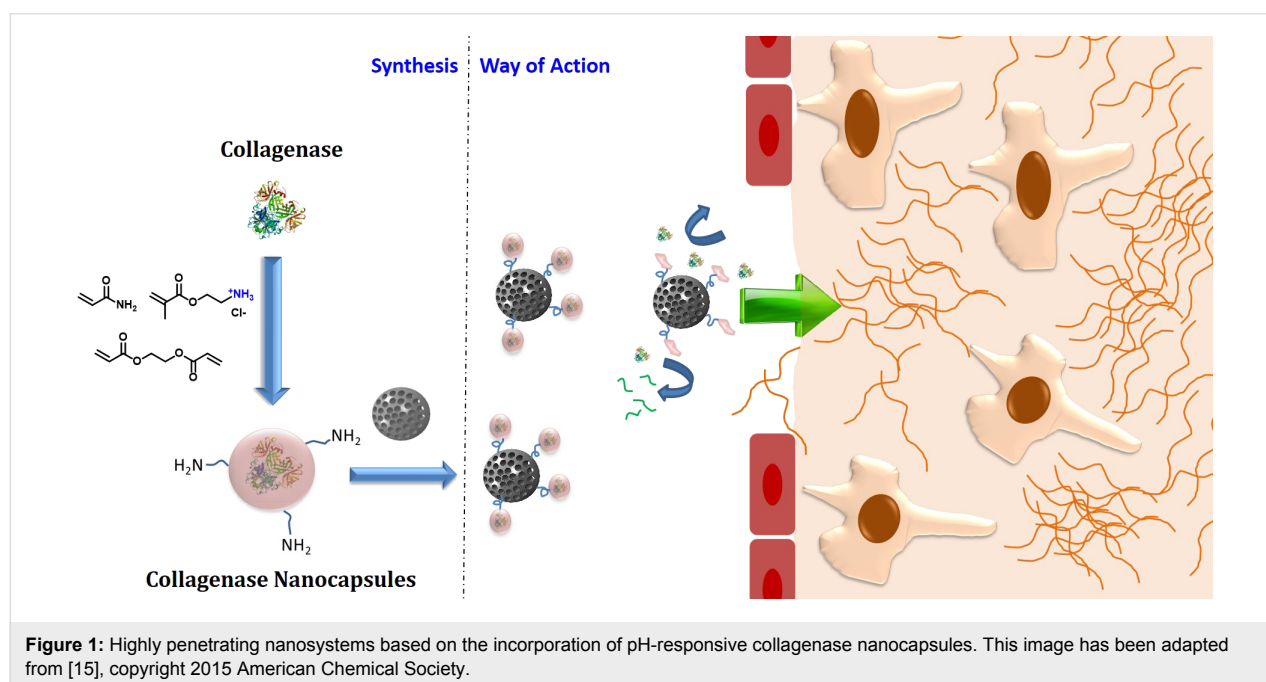 Synthesis Way of Action
Collagenase
O
NH₂
O
O
⁺NH₃
Cl-
O
O
O
O
NH₂
H₂N
NH₂
Collagenase Nanocapsules
Figure 1: Highly penetrating nanosystems based on the incorporation of pH-responsive collagenase nanocapsules. This image has been adapted
from [15], copyright 2015 American Chemical Society.